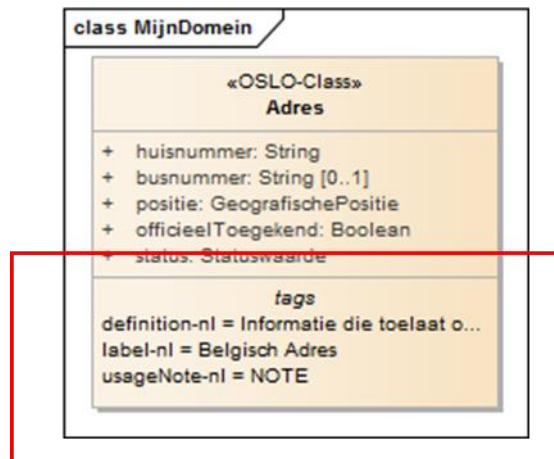 class MijnDomein
«OSLO-Class»
Adres
+ huisnummer: String
+ busnummer: String [0..1]
+ positie: GeografischePositie
+ officieelToegekend: Boolean
+ status: Statuswaarde
tags
definition-nl = Informatie die toelaat o...
label-nl = Belgisch Adres
usageNote-nl = NOTE